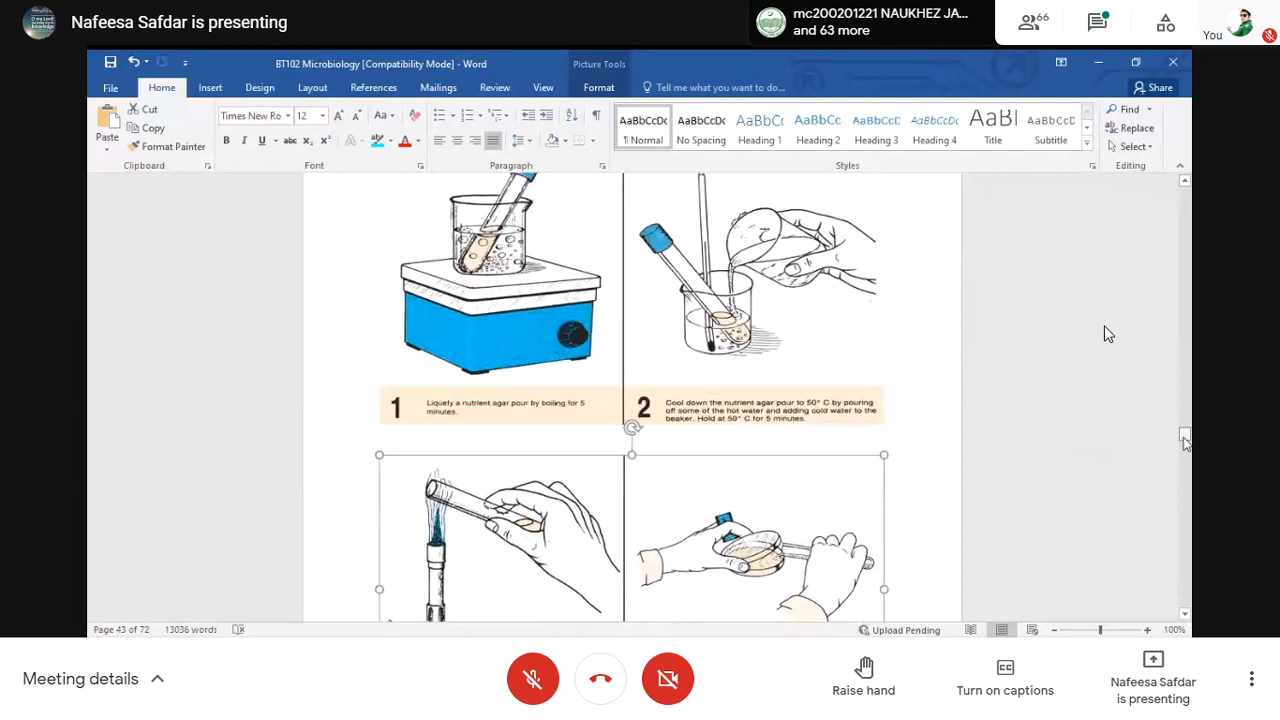 Nafeesa Safdar is presenting
mc200201221 NAUKHEZ JA...
and 63 more
66
You
BT102 Microbiology [Compatibility Mode] - Word
Picture Tools
File Home Insert Design Layout References Mailings Review View Format Tell me what you want to do... Share
Paste
Cut
Copy
Format Painter
Clipboard
Times New Ro 12
Font
Paragraph
AaBbCcDc AaBbCcDc AaBbCc AaBbCc AaBbCcC AaBbCcD AaBl AaBbCcC
¶ Normal No Spacing Heading 1 Heading 2 Heading 3 Heading 4 Title Subtitle
Styles
Find
Replace
Select
Editing
1 Liquefy a nutrient agar pour by boiling for 5
minutes.
2 Cool down the nutrient agar pour to 50° C by pouring
off some of the hot water and adding cold water to the
beaker. Hold at 50° C for 5 minutes.
Page 43 of 72 13036 words Upload Pending 100%
Meeting details
Raise hand
Turn on captions
Nafeesa Safdar
is presenting